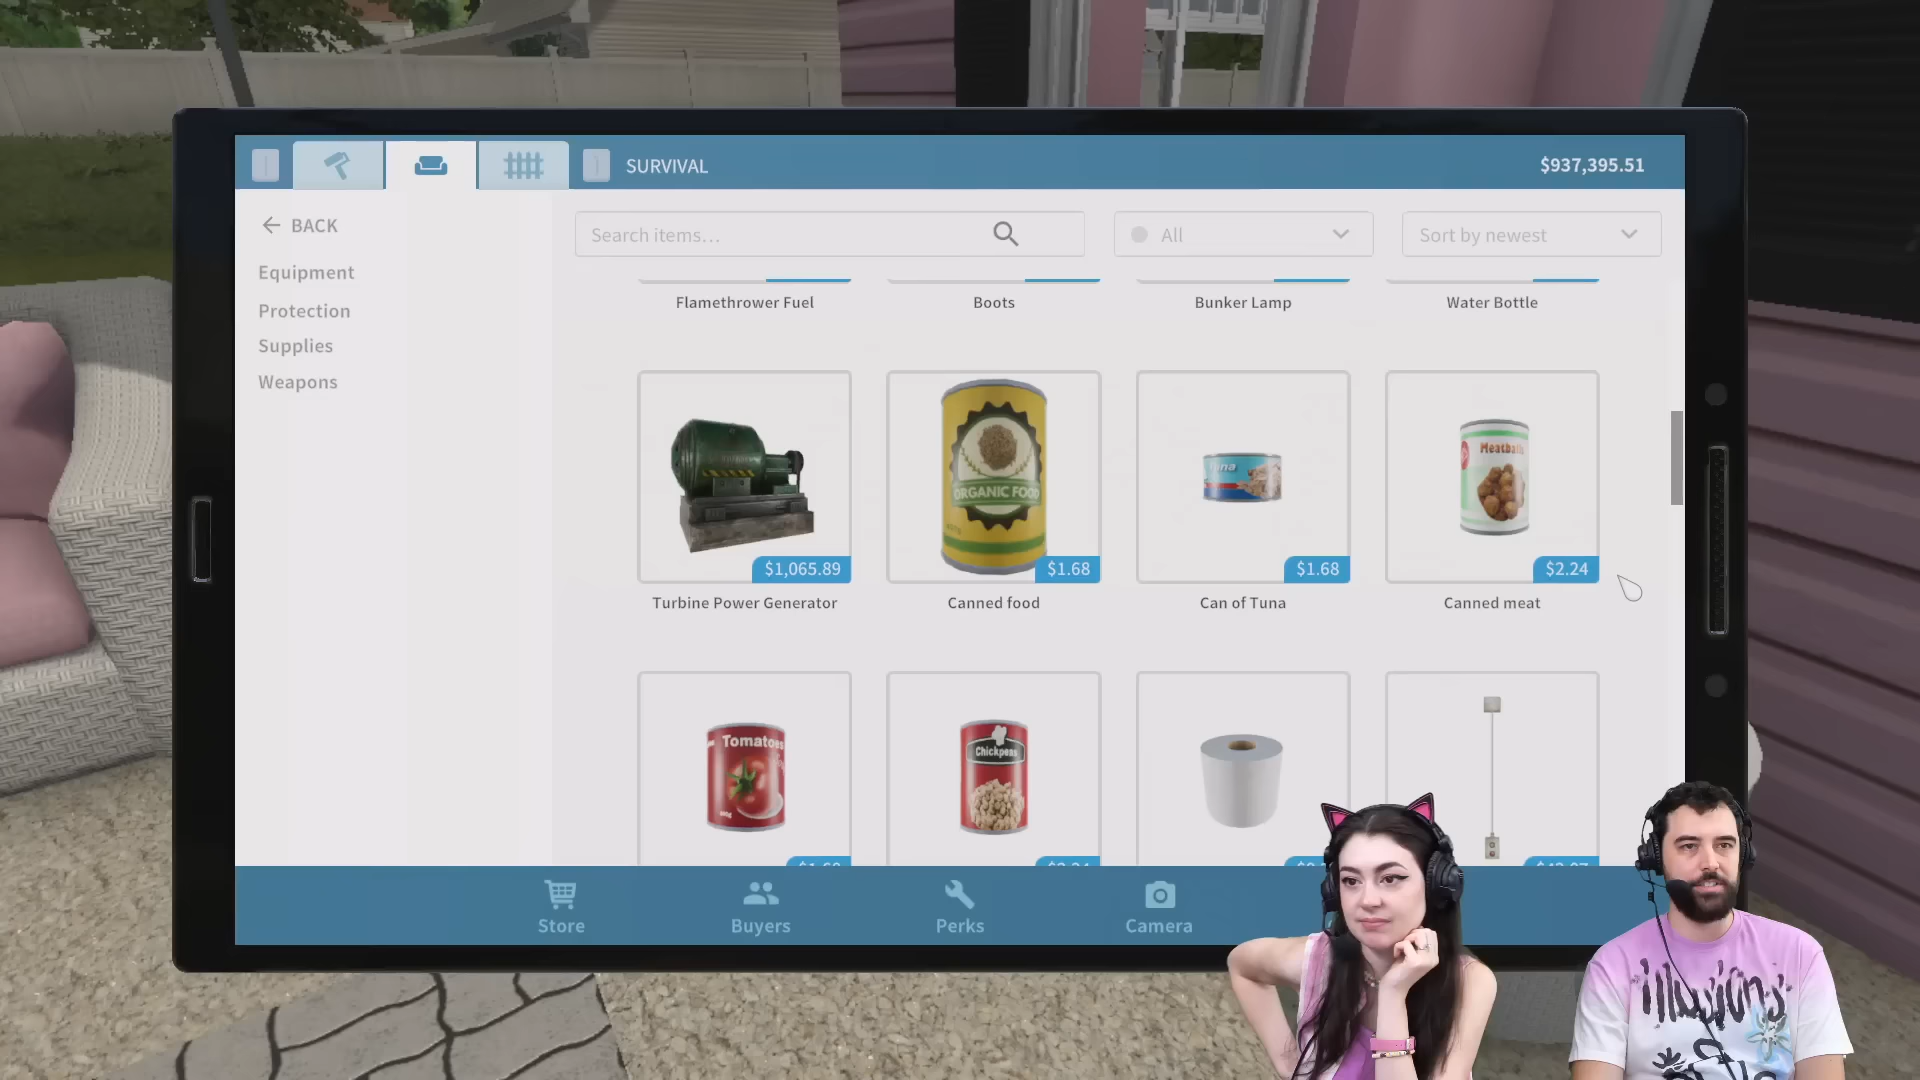 SURVIVAL
$937,395.51
BACK
Search items...
All
Sort by newest
Equipment
Protection
Supplies
Weapons
Flamethrower Fuel
Boots
Bunker Lamp
Water Bottle
ORGANIC FOOD
Meatballs
$1,065.89
$1.68
$1.68
$2.24
Turbine Power Generator
Canned food
Can of Tuna
Canned meat
Tomatoes
Chickpeas
Store
Buyers
Perks
Camera
illusions